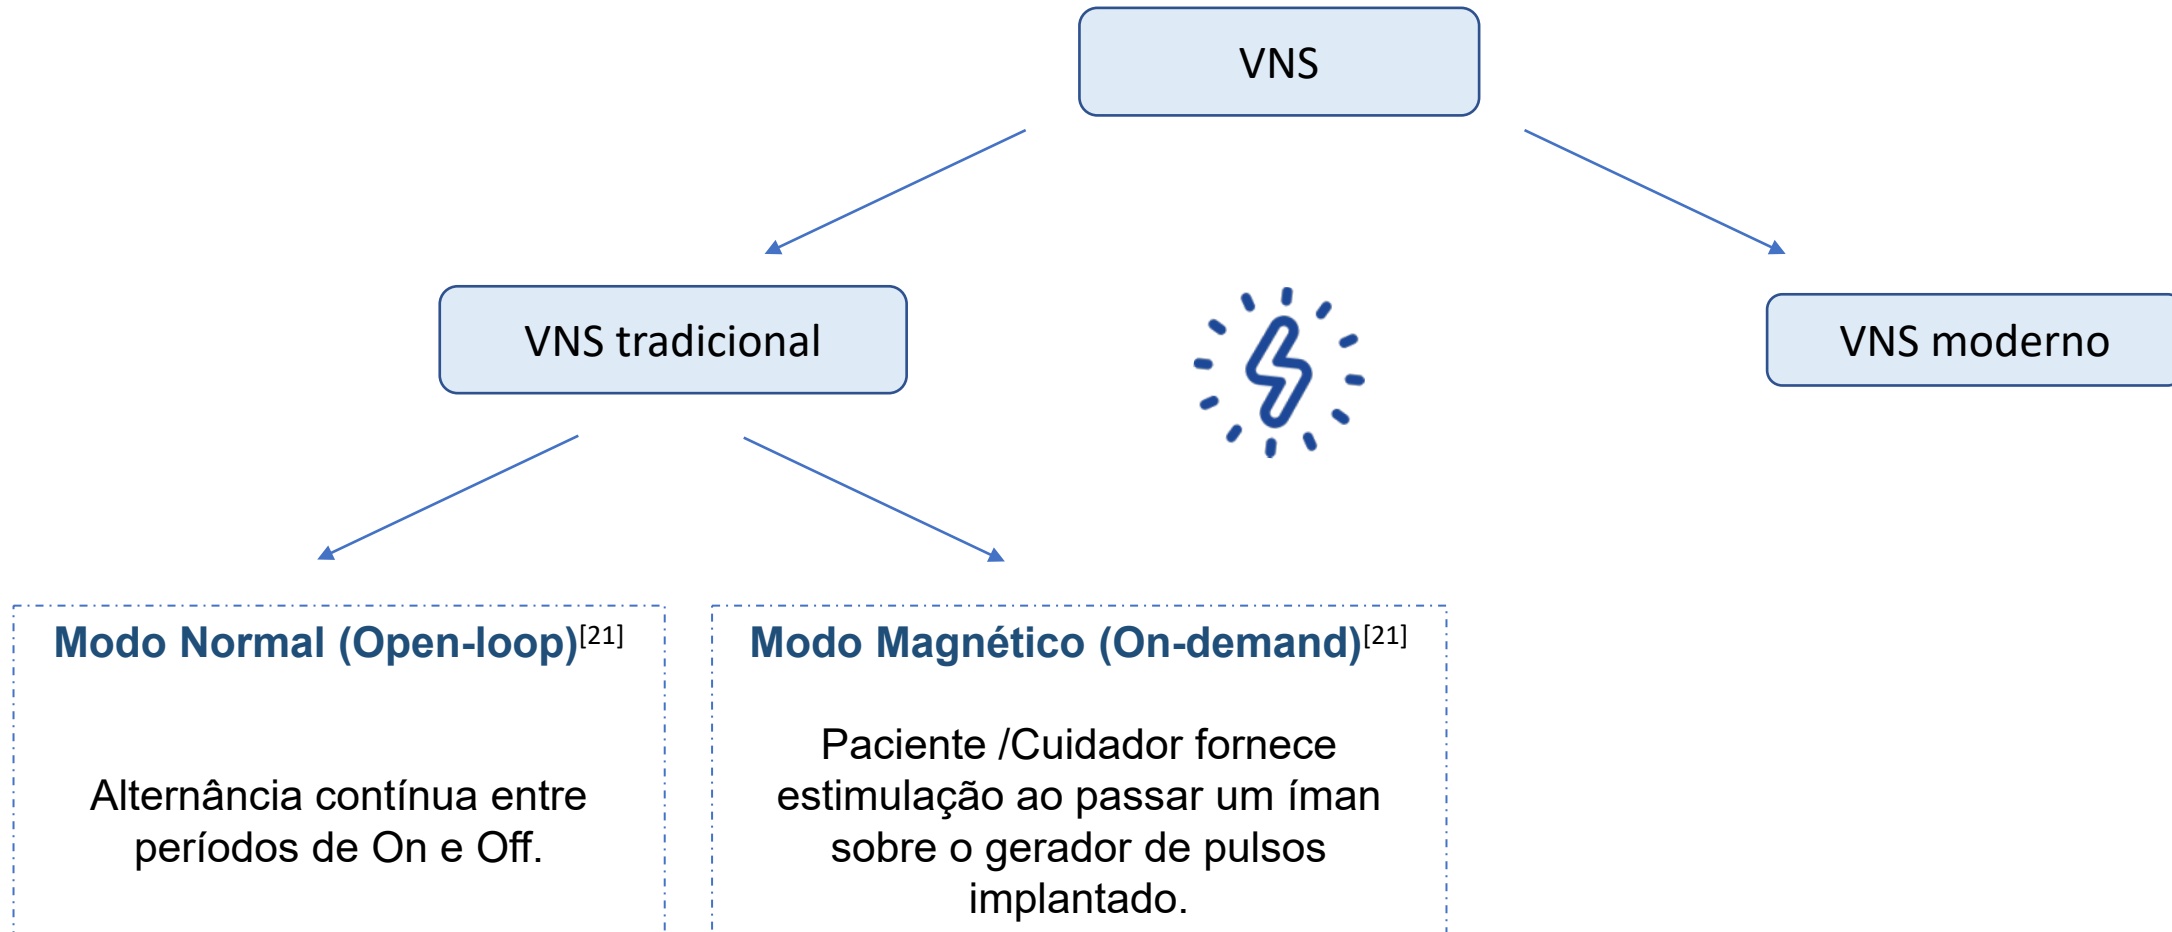 VNS
VNS tradicional
VNS moderno
Modo Normal (Open-loop)[21]
Alternância contínua entre
períodos de On e Off.
Modo Magnético (On-demand)[21]
Paciente /Cuidador fornece
estimulação ao passar um íman
sobre o gerador de pulsos
implantado.